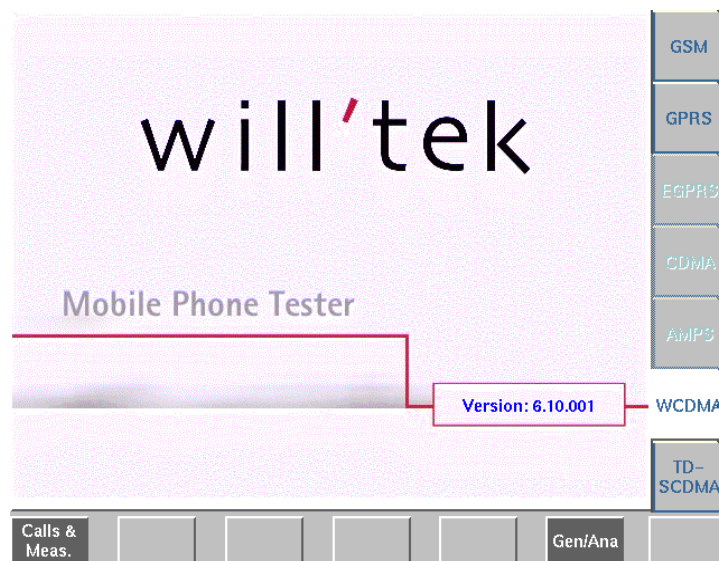 will'tek
Mobile Phone Tester
Version: 6.10.001
GSM
GPRS
EGPRS
CDMA
AMPS
WCDMA
TD-
SCDMA
Calls &
Meas.
Gen/Ana